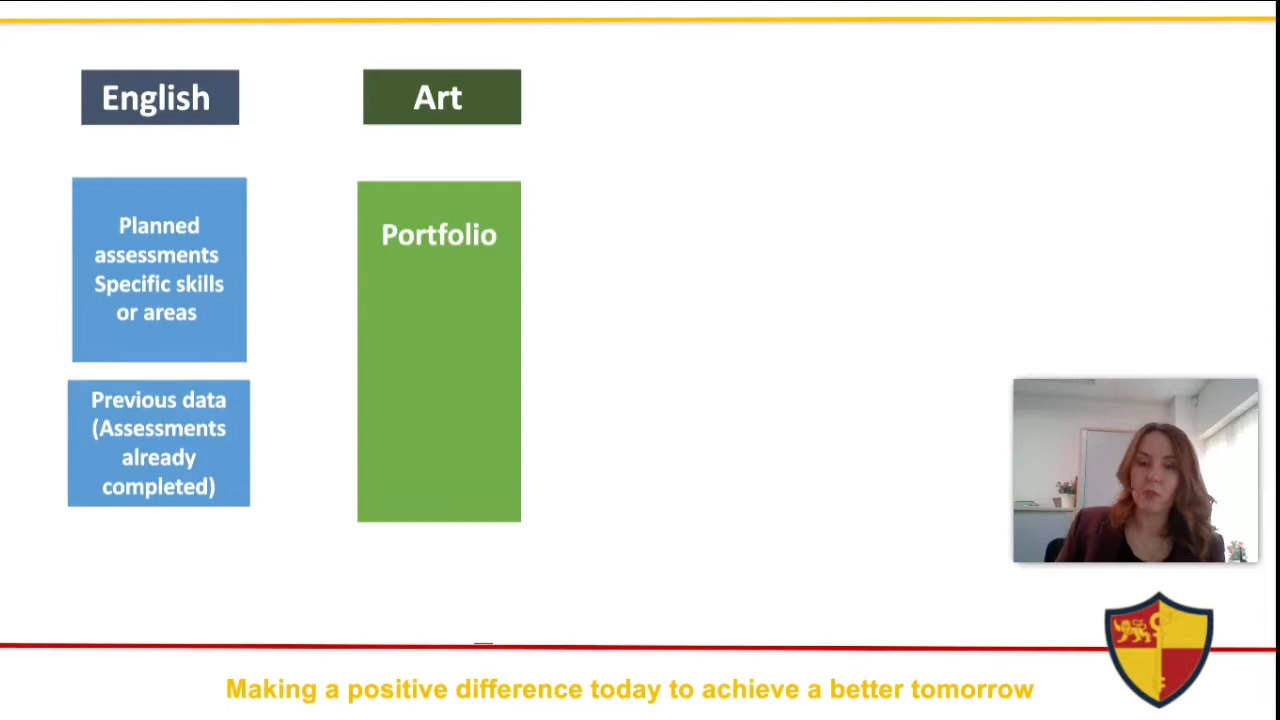 English
Art
Planned
assessments
Specific skills
or areas
Portfolio
Previous data
(Assessments
already
completed)
Making a positive difference today to achieve a better tomorrow